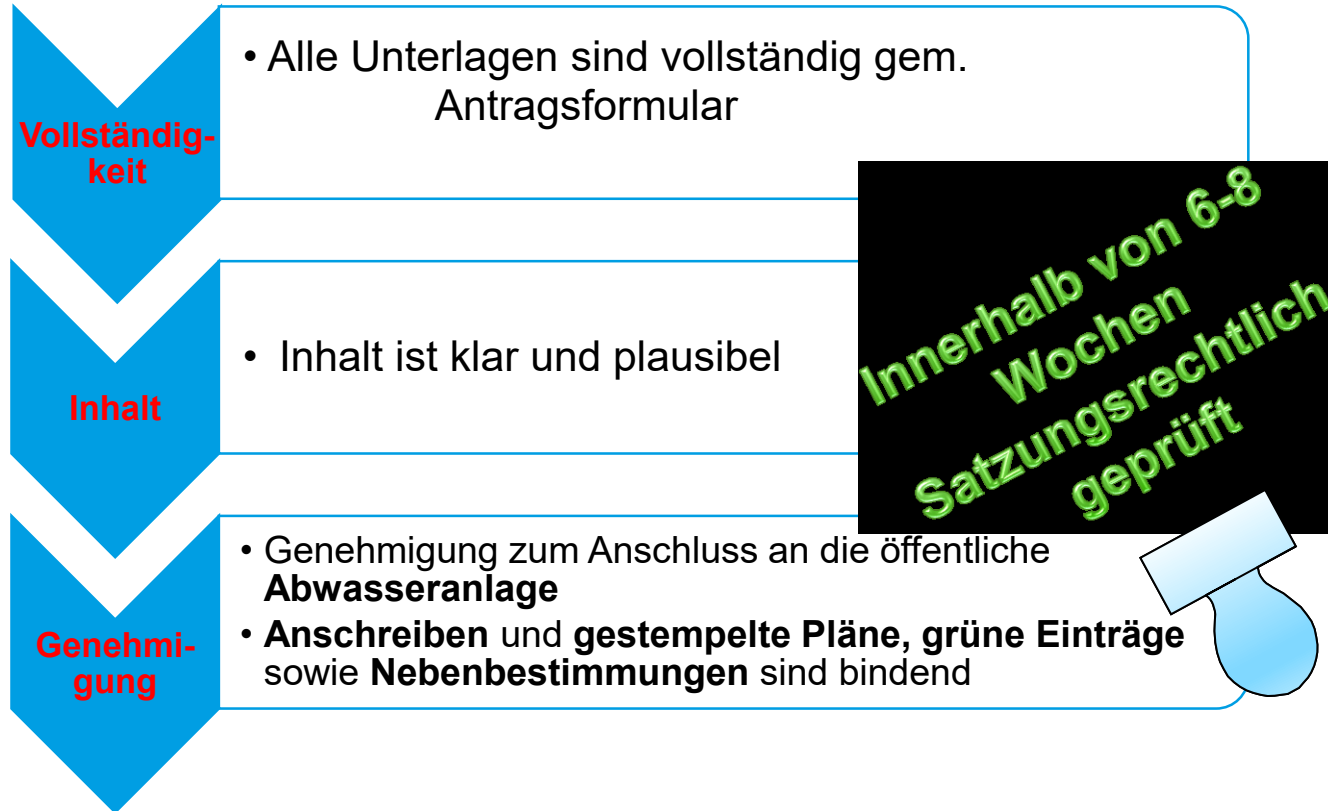 Vollständig-
keit
• Alle Unterlagen sind vollständig gem.
Antragsformular
Inhalt
• Inhalt ist klar und plausibel
Innerhalb von 6-8
Wochen
Satzungsrechtlich
geprüft
Genehmi-
gung
• Genehmigung zum Anschluss an die öffentliche
Abwasseranlage
• Anschreiben und gestempelte Pläne, grüne Einträge
sowie Nebenbestimmungen sind bindend